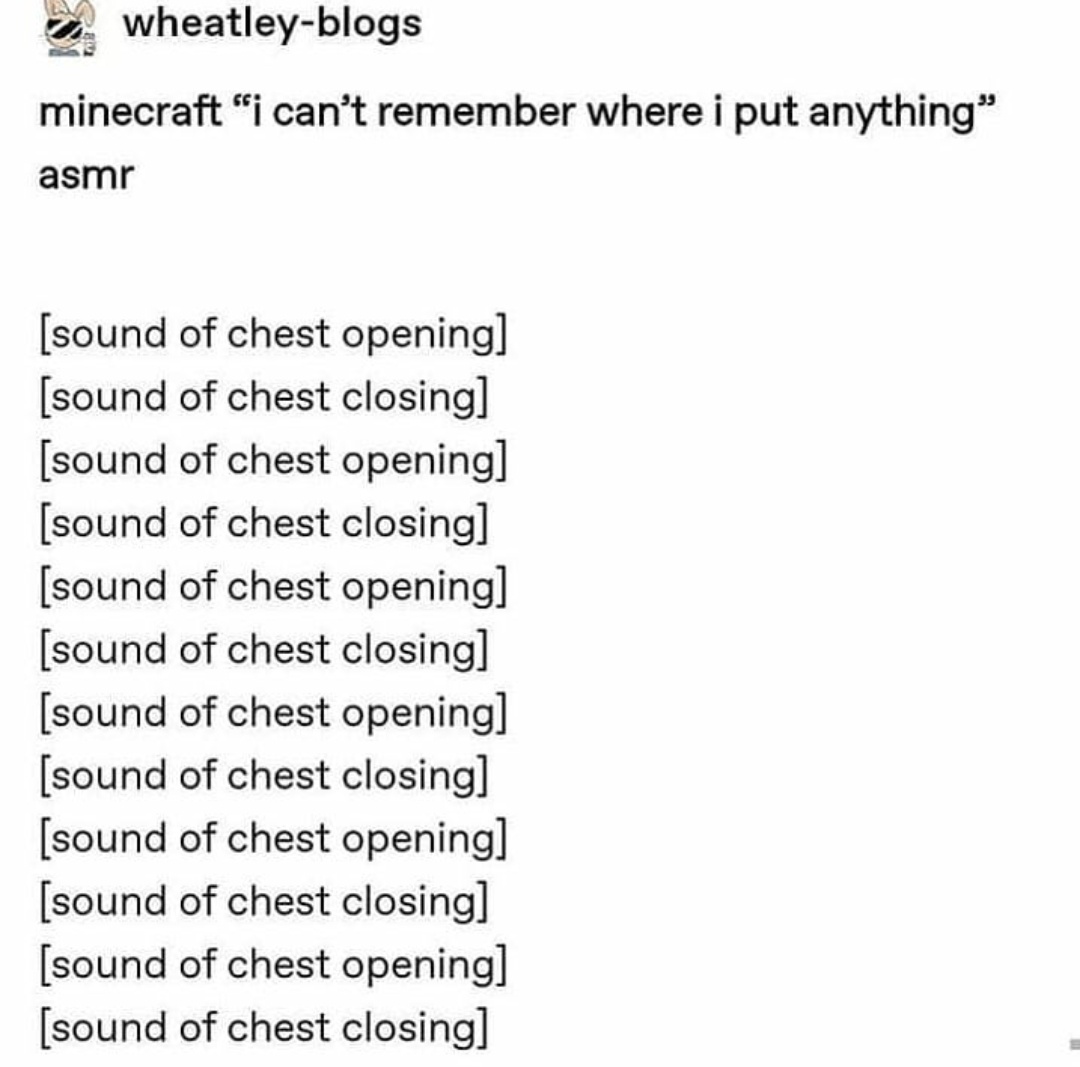 wheatley-blogs
minecraft “i can’t remember where i put anything”
asmr
[sound of chest opening]
[sound of chest closing]
[sound of chest opening]
[sound of chest closing]
[sound of chest opening]
[sound of chest closing]
[sound of chest opening]
[sound of chest closing]
[sound of chest opening]
[sound of chest closing]
[sound of chest opening]
[sound of chest closing]